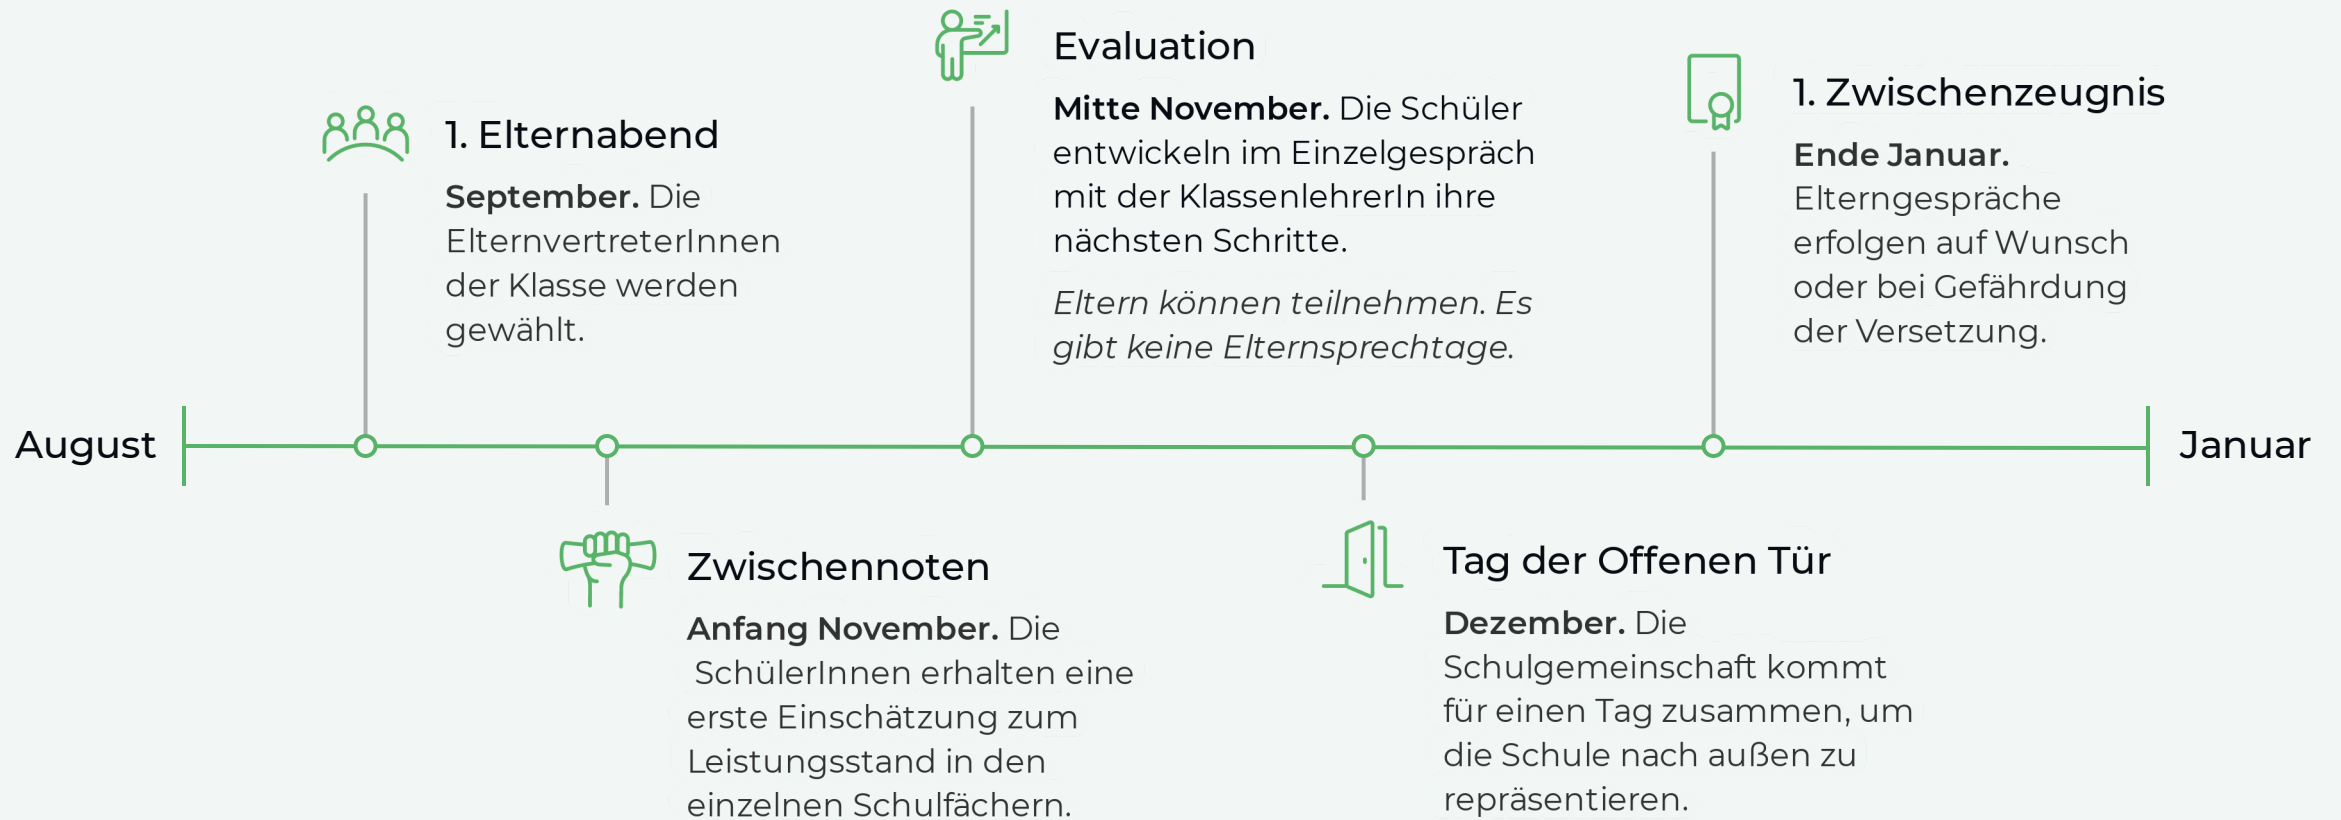 August
1. Elternabend
September. Die
ElternvertreterInnen
der Klasse werden
gewählt.
Zwischennoten
Anfang November. Die
SchülerInnen erhalten eine
erste Einschätzung zum
Leistungsstand in den
einzelnen Schulfächern.
Evaluation
Mitte November. Die Schüler
entwickeln im Einzelgespräch
mit der KlassenlehrerIn ihre
nächsten Schritte.
Eltern können teilnehmen. Es
gibt keine Elternsprechtage.
Tag der Offenen Tür
Dezember. Die
Schulgemeinschaft kommt
für einen Tag zusammen, um
die Schule nach außen zu
repräsentieren.
1. Zwischenzeugnis
Ende Januar.
Elterngespräche
erfolgen auf Wunsch
oder bei Gefährdung
der Versetzung.
Januar